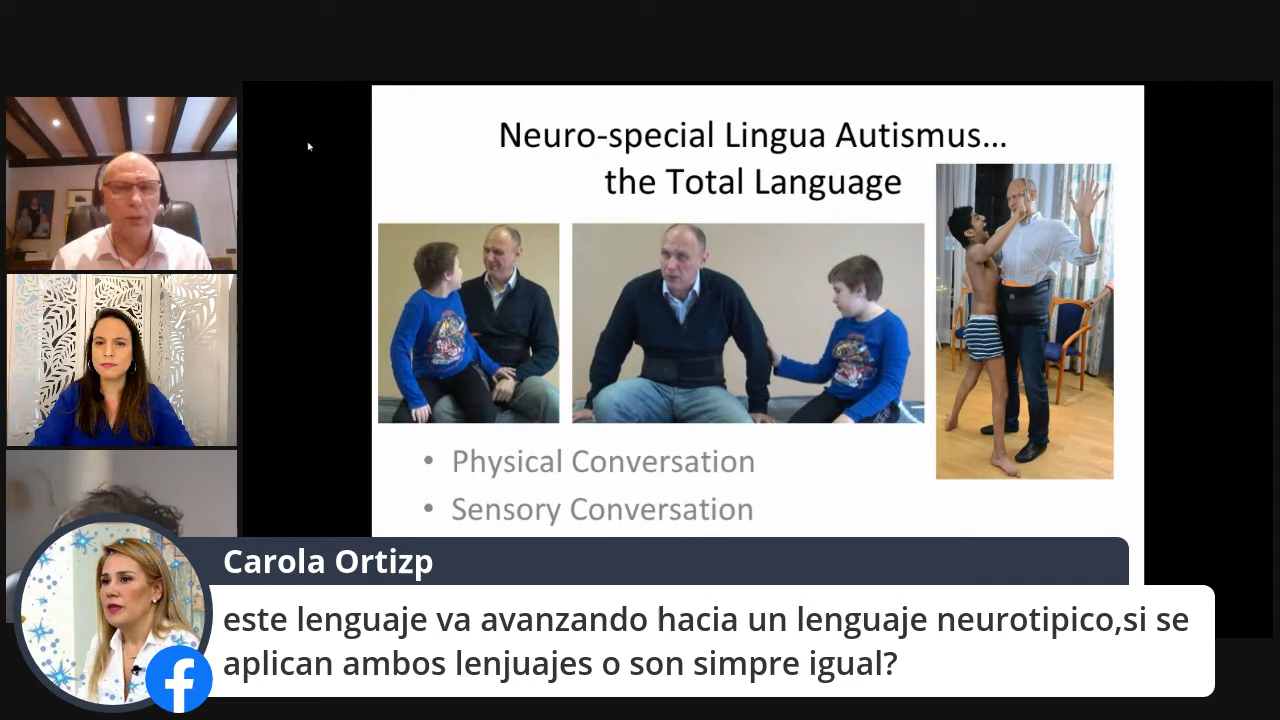 Neuro-special Lingua Autismus...
the Total Language
• Physical Conversation
• Sensory Conversation
Carola Ortizp
este lenguaje va avanzando hacia un lenguaje neurotipico,si se
aplican ambos lenjuajes o son simpre igual?